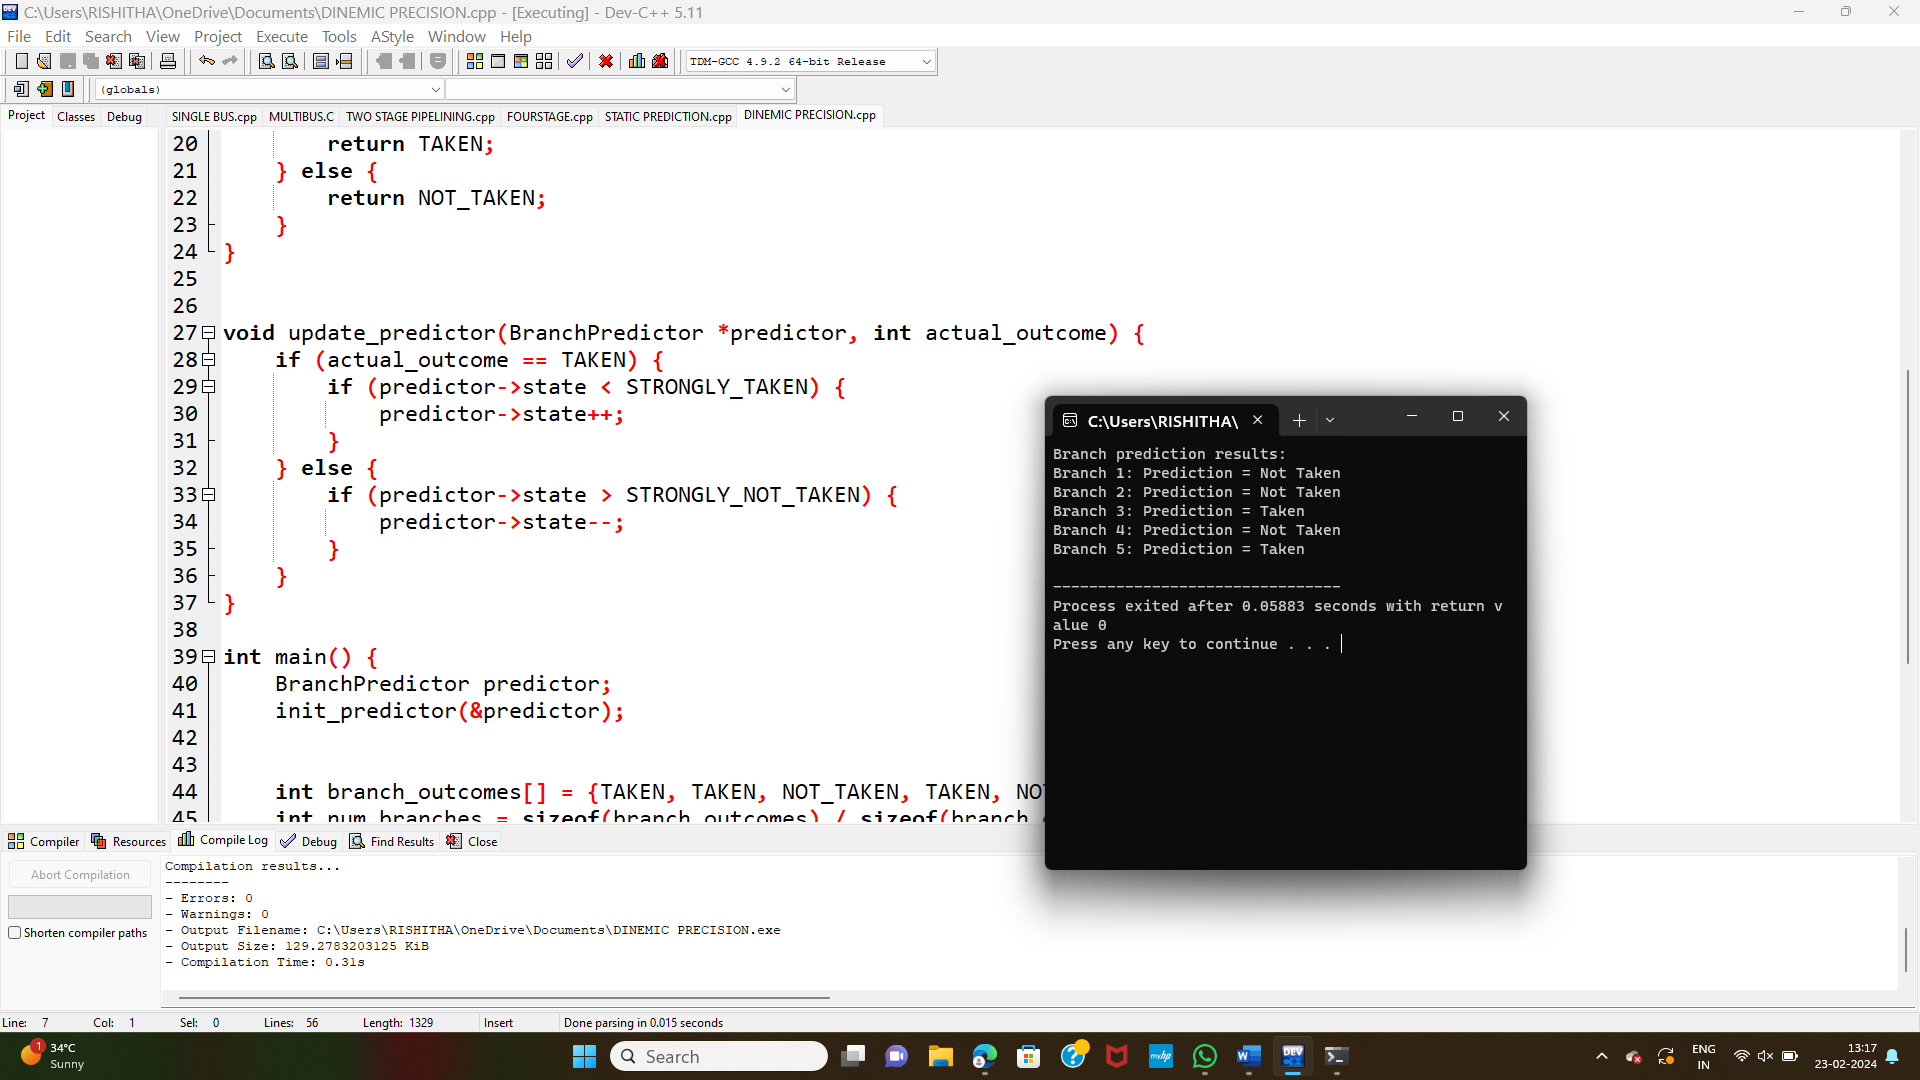 C:\Users\RISHITHA\OneDrive\Documents\DINEMIC PRECISION.cpp - [Executing] - Dev-C++ 5.11
File Edit Search View Project Execute Tools AStyle Window Help
TDM-GCC 4.9.2 64-bit Release
(globals)
Project Classes Debug
SINGLE BUS.cpp MULTIBUS.C TWO STAGE PIPELINING.cpp FOURSTAGE.cpp STATIC PREDICTION.cpp DINEMIC PRECISION.cpp
20 return TAKEN;
21 } else {
22 return NOT_TAKEN;
23 }
24 }
25
26
27 void update_predictor(BranchPredictor *predictor, int actual_outcome) {
28 if (actual_outcome == TAKEN) {
29 if (predictor->state < STRONGLY_TAKEN) {
30 predictor->state++;
31 }
32 } else {
33 if (predictor->state > STRONGLY_NOT_TAKEN) {
34 predictor->state--;
35 }
36 }
37 }
38
39 int main() {
40 BranchPredictor predictor;
41 init_predictor(&predictor);
42
43
44 int branch_outcomes[] = {TAKEN, TAKEN, NOT_TAKEN, TAKEN, NO
45 int num_branches = sizeof(branch_outcomes) / sizeof(branch_
C:\Users\RISHITHA\
Branch prediction results:
Branch 1: Prediction = Not Taken
Branch 2: Prediction = Not Taken
Branch 3: Prediction = Taken
Branch 4: Prediction = Not Taken
Branch 5: Prediction = Taken
--------------------------------
Process exited after 0.05883 seconds with return v
alue 0
Press any key to continue . . .
Compiler Resources Compile Log Debug Find Results Close
Abort Compilation
Shorten compiler paths
Compilation results...
--------
- Errors: 0
- Warnings: 0
- Output Filename: C:\Users\RISHITHA\OneDrive\Documents\DINEMIC PRECISION.exe
- Output Size: 129.2783203125 KiB
- Compilation Time: 0.31s
Line: 7 Col: 1 Sel: 0 Lines: 56 Length: 1329 Insert Done parsing in 0.015 seconds
1
34°C
Sunny
Search
myhp
DEV
ENG
IN
13:17
23-02-2024